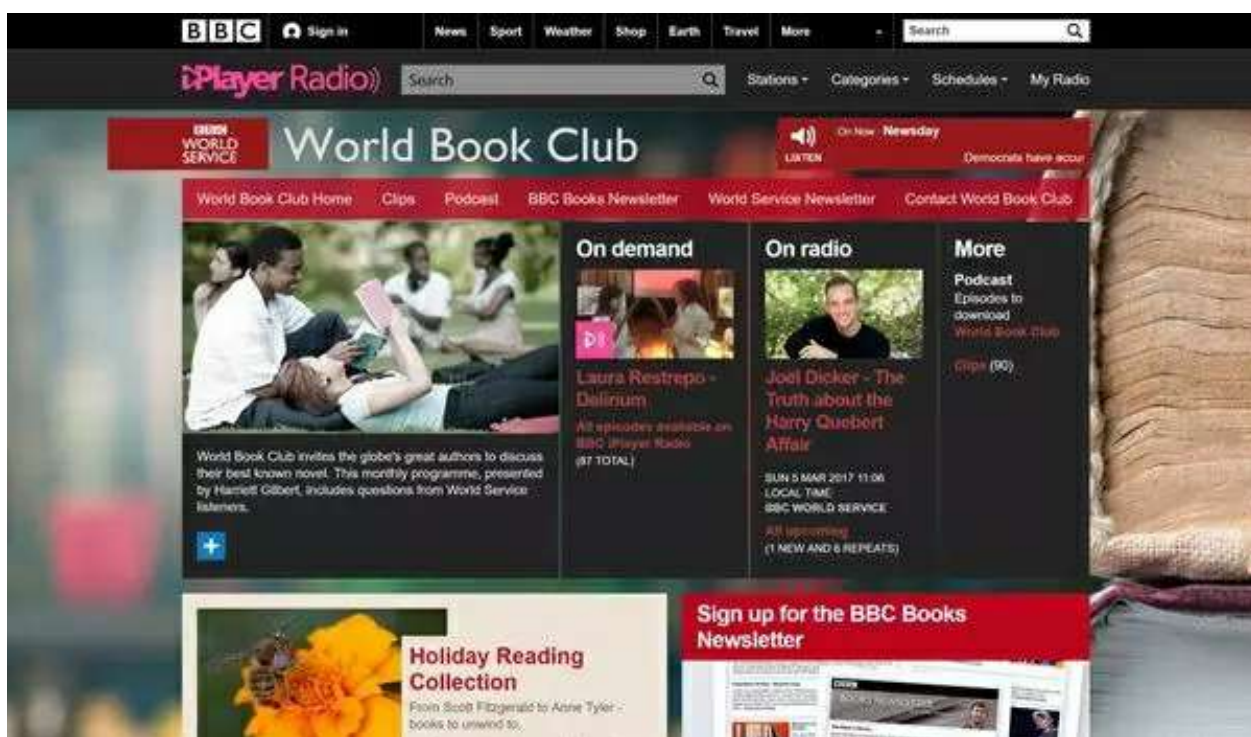 BBC Sign in News Sport Weather Shop Earth Travel More Search
iPlayer Radio Search Stations Categories Schedules My Radio
BBC
WORLD
SERVICE
World Book Club
LISTEN
On Now : Newsday
Democrats have accu
World Book Club Home Clips Podcast BBC Books Newsletter World Service Newsletter Contact World Book Club
World Book Club invites the globe's great authors to discuss
their best known novel. This monthly programme, presented
by Harriett Gilbert, includes questions from World Service
listeners.
On demand
Laura Restrepo -
Delirium
All episodes available on
BBC iPlayer Radio
(87 TOTAL)
On radio
Joël Dicker - The
Truth about the
Harry Quebert
Affair
SUN 5 MAR 2017 11:06
LOCAL TIME
BBC WORLD SERVICE
All upcoming
(1 NEW AND 6 REPEATS)
More
Podcast
Episodes to
download
World Book Club
Clips (90)
Holiday Reading
Collection
From Scott Fitzgerald to Anne Tyler -
books to unwind to.
Sign up for the BBC Books
Newsletter